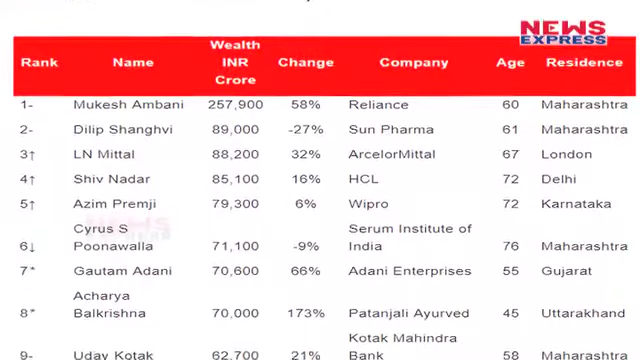 NEWS
EXPRESS
Rank Name Wealth INR Crore Change Company Age Residence
1- Mukesh Ambani 257,900 58% Reliance 60 Maharashtra
2- Dilip Shanghvi 89,000 -27% Sun Pharma 61 Maharashtra
3↑ LN Mittal 88,200 32% ArcelorMittal 67 London
4↑ Shiv Nadar 85,100 16% HCL 72 Delhi
5↑ Azim Premji 79,300 6% Wipro 72 Karnataka
6↓ Cyrus S Poonawalla 71,100 -9% Serum Institute of India 76 Maharashtra
7* Gautam Adani 70,600 66% Adani Enterprises 55 Gujarat
8* Acharya Balkrishna 70,000 173% Patanjali Ayurved 45 Uttarakhand
9- Uday Kotak 62,700 21% Kotak Mahindra Bank 58 Maharashtra